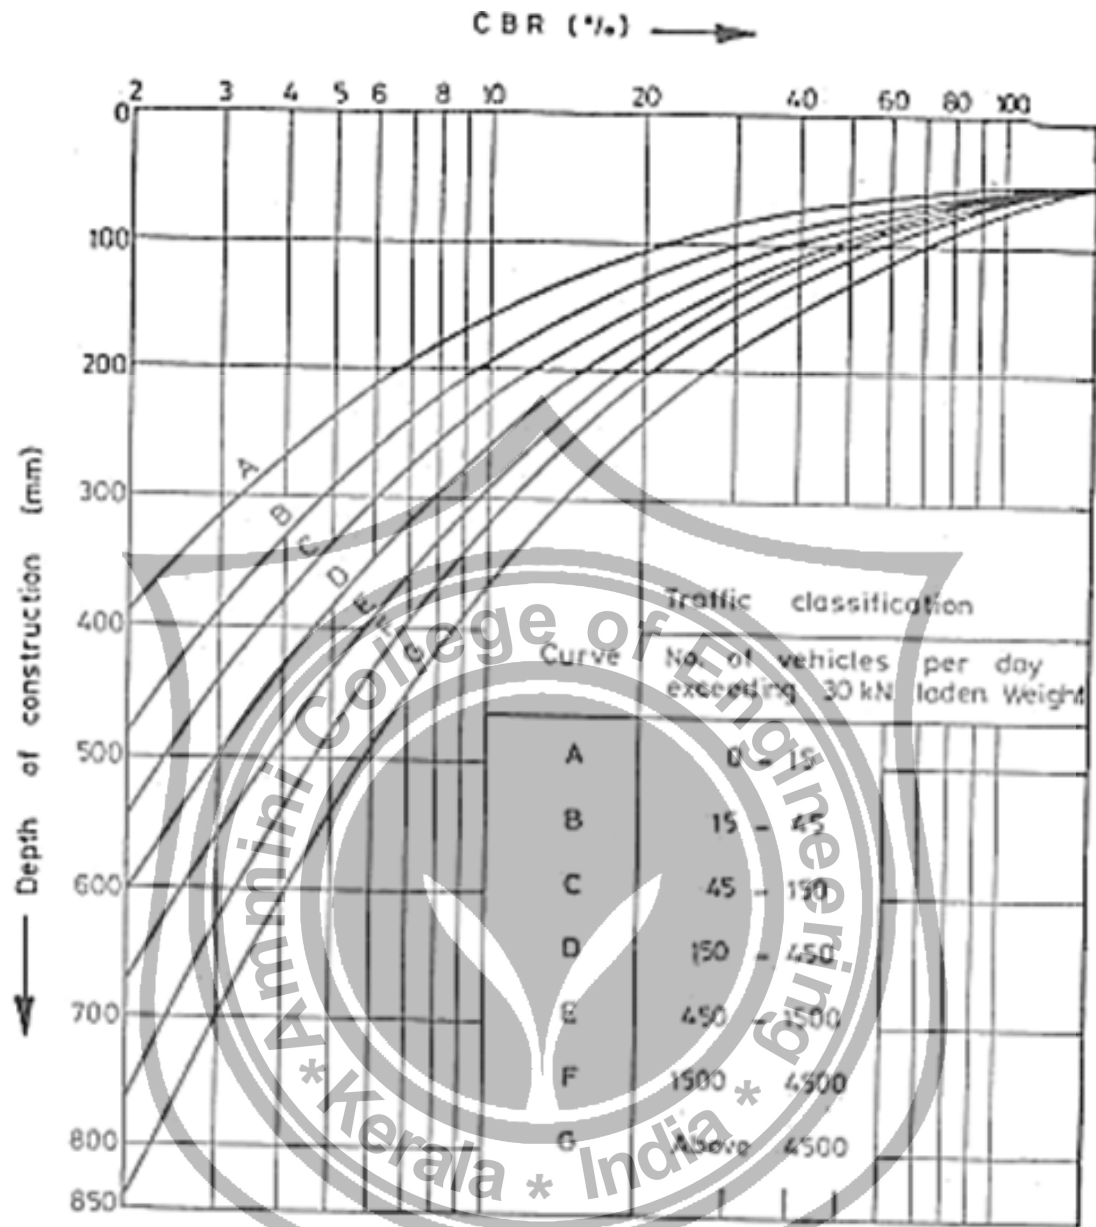 CBR (%)
2 3 4 5 6 8 10 20 40 60 80 100
0
100
200
300
400
500
600
700
800
850
Depth of construction (mm)
A
B
C
D
E
F
G
Traffic classification
Curve No. of vehicles per day
exceeding 30 kN laden Weight
A 0 - 15
B 15 - 45
C 45 - 150
D 150 - 450
E 450 - 1500
F 1500 4500
G Above 4500
Ammini College of Engineering
* Kerala * India *